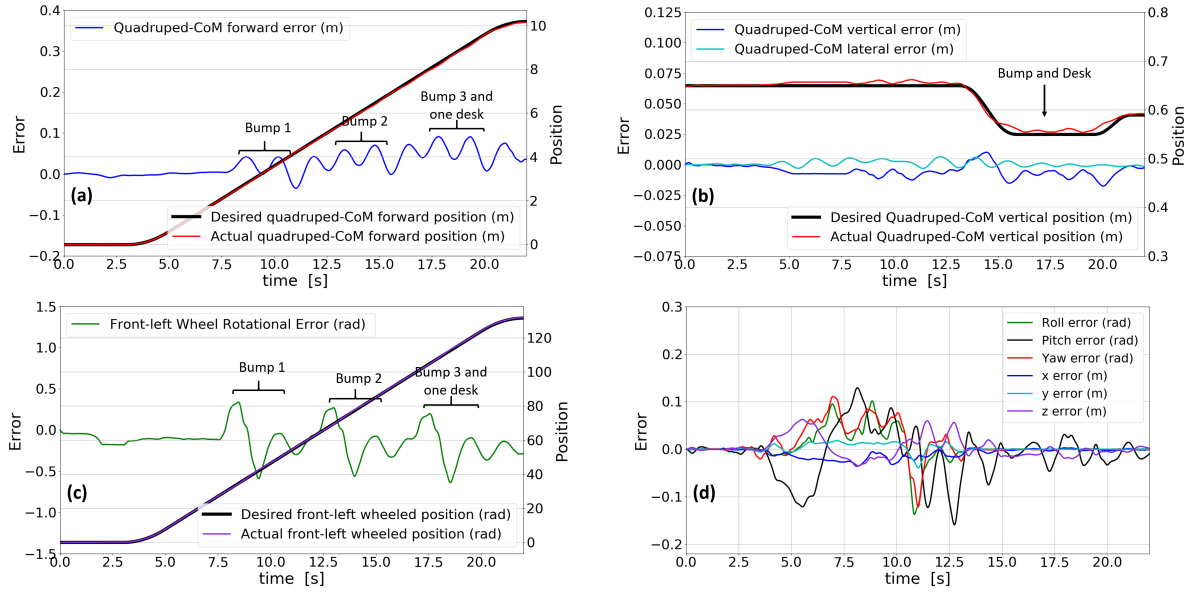 Quadruped-CoM forward error (m)
Bump 1
Bump 2
Bump 3 and
one desk
(a)
Desired quadruped-CoM forward position (m)
Actual quadruped-CoM forward position (m)
Error
Position
0.4
0.3
0.2
0.1
0.0
−0.1
−0.2
10
8
6
4
2
0
0.0 2.5 5.0 7.5 10.0 12.5 15.0 17.5 20.0
time [s]
Quadruped-CoM vertical error (m)
Quadruped-CoM lateral error (m)
Bump and Desk
(b)
Desired Quadruped-CoM vertical position (m)
Actual Quadruped-CoM vertical position (m)
Error
Position
0.125
0.100
0.075
0.050
0.025
0.000
−0.025
−0.050
−0.075
0.8
0.7
0.6
0.5
0.4
0.3
0.0 2.5 5.0 7.5 10.0 12.5 15.0 17.5 20.0
time [s]
Front-left Wheel Rotational Error (rad)
Bump 1
Bump 2
Bump 3 and
one desk
(c)
Desired front-left wheeled position (rad)
Actual front-left wheeled position (rad)
Error
Position
1.5
1.0
0.5
0.0
−0.5
−1.0
−1.5
120
100
80
60
40
20
0
0.0 2.5 5.0 7.5 10.0 12.5 15.0 17.5 20.0
time [s]
Roll error (rad)
Pitch error (rad)
Yaw error (rad)
x error (m)
y error (m)
z error (m)
(d)
Error
0.3
0.2
0.1
0.0
−0.1
−0.2
0.0 2.5 5.0 7.5 10.0 12.5 15.0 17.5 20.0
time [s]